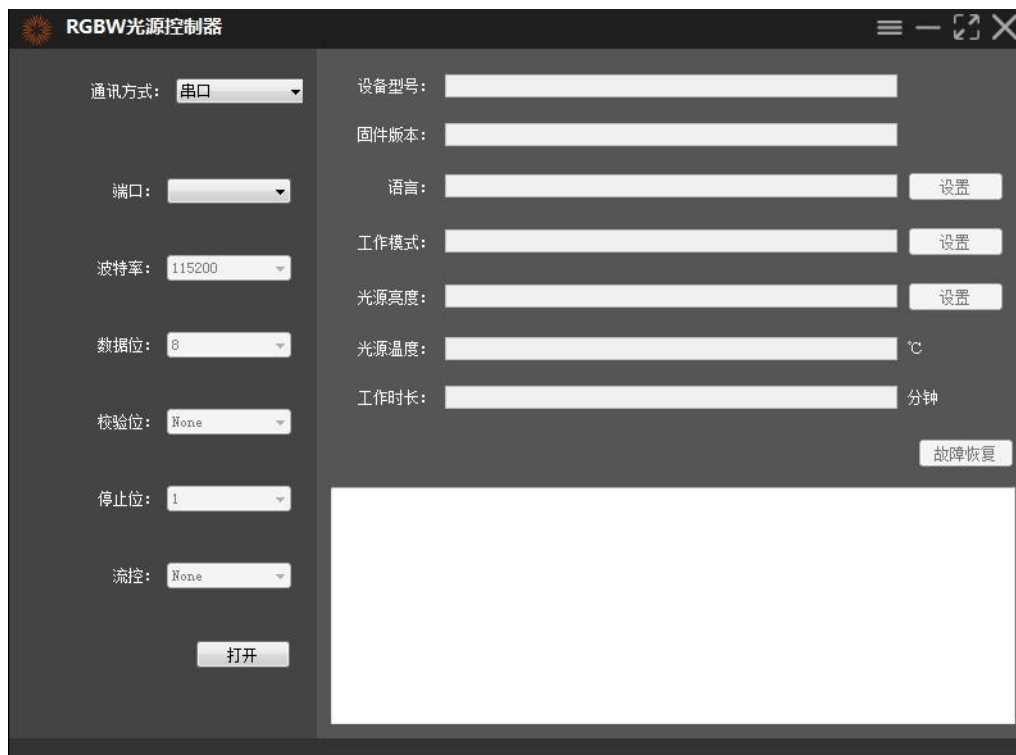 RGBW光源控制器
通讯方式： 串口
端口：
波特率： 115200
数据位： 8
校验位： None
停止位： 1
流控： None
打开
设备型号：
固件版本：
语言： 设置
工作模式： 设置
光源亮度： 设置
光源温度： ℃
工作时长： 分钟
故障恢复